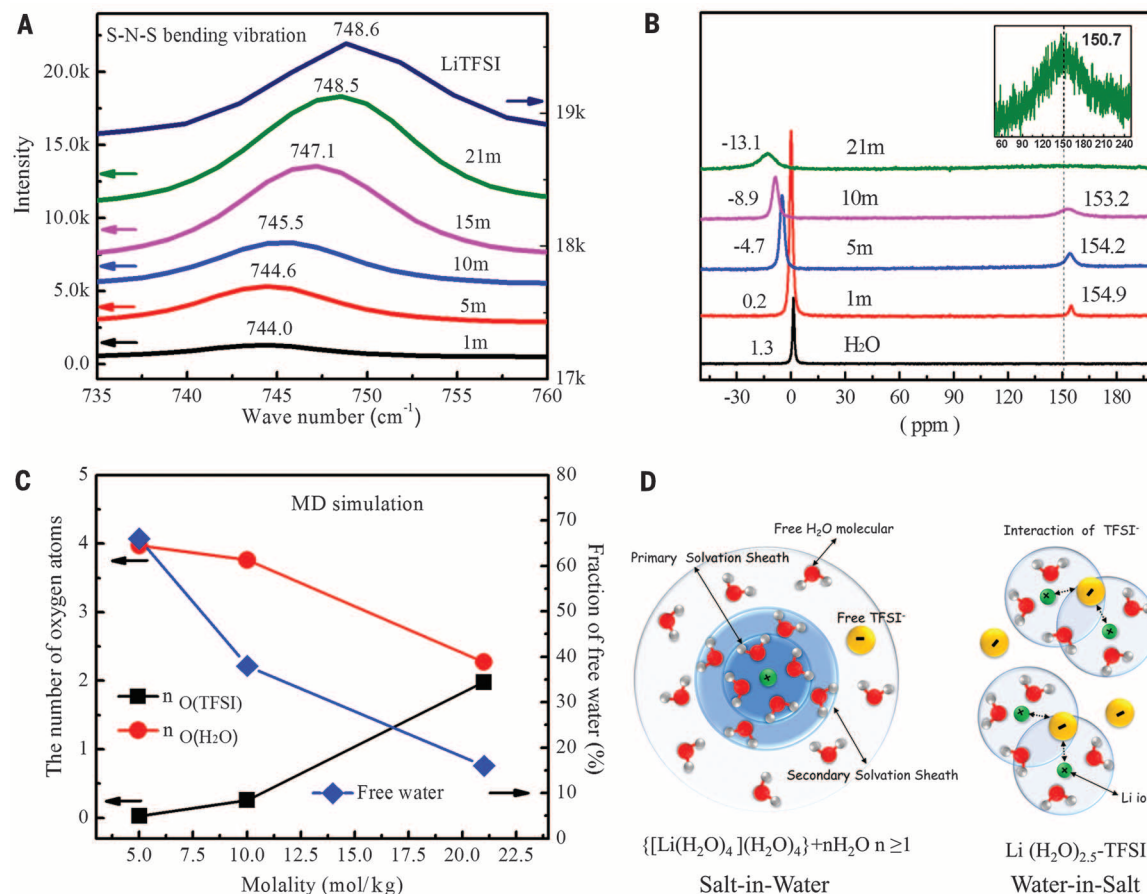 A
S-N-S bending vibration
748.6
LiTFSI
748.5
21m
747.1
15m
745.5
10m
744.6
5m
744.0
1m
20.0k
15.0k
10.0k
5.0k
0.0
Intensity
19k
18k
17k
735 740 745 750 755 760
Wave number (cm⁻¹)
B
150.7
60 90 120 150 180 210 240
-13.1 21m
-8.9 10m 153.2
-4.7 5m 154.2
0.2 1m 154.9
1.3 H₂O
-30 0 30 60 90 120 150 180
( ppm )
C
MD simulation
5
4
3
2
1
0
The number of oxygen atoms
80
70
60
50
40
30
20
10
0
Fraction of free water (%)
n O(TFSI)
n O(H₂O)
Free water
5.0 7.5 10.0 12.5 15.0 17.5 20.0 22.5
Molality (mol/kg)
D
Free H₂O molecular
Primary Solvation Sheath
Free TFSI⁻
Secondary Solvation Sheath
{[Li(H₂O)₄](H₂O)₄}+nH₂O n ≥1
Salt-in-Water
Interaction of TFSI⁻
Li io
Li (H₂O)₂.₅-TFSI
Water-in-Salt